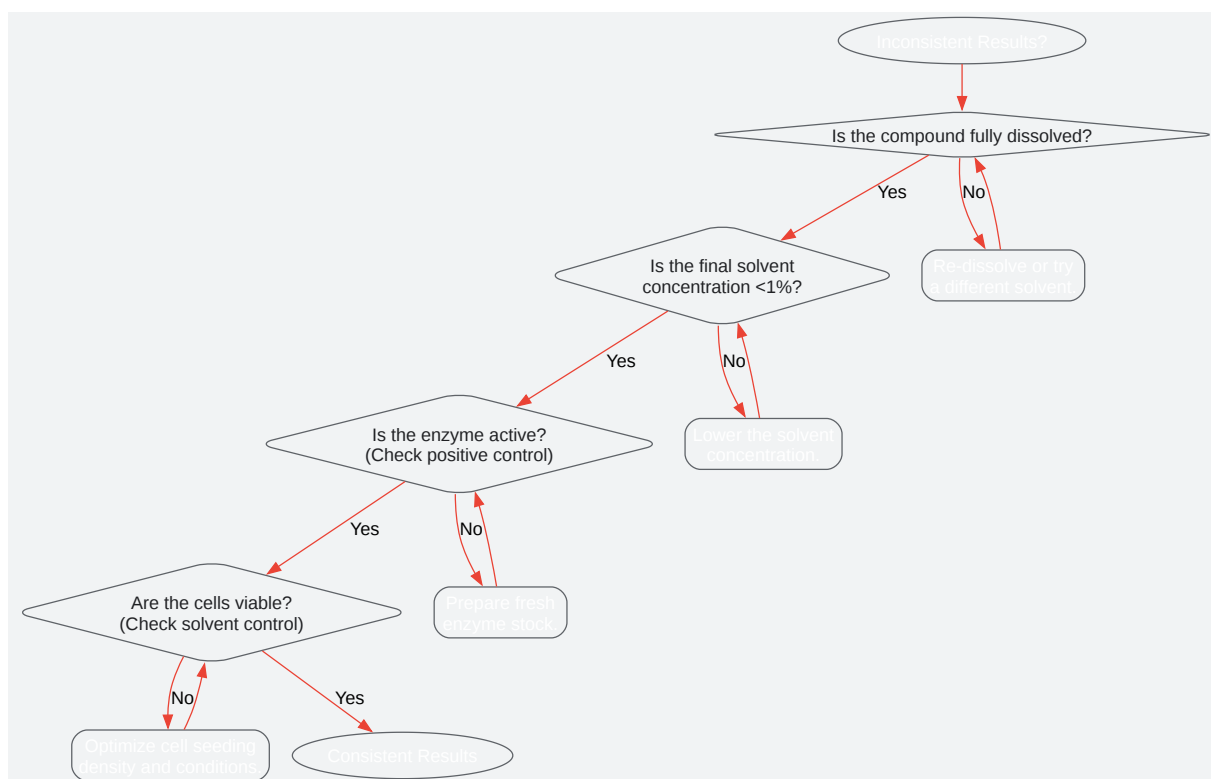 Inconsistent Results?
Is the compound fully dissolved?
Yes
No
Re-dissolve or try
a different solvent.
Is the final solvent
concentration <1%?
Yes
No
Lower the solvent
concentration.
Is the enzyme active?
(Check positive control)
Yes
No
Prepare fresh
enzyme stock.
Are the cells viable?
(Check solvent control)
No
Yes
Optimize cell seeding
density and conditions.
Consistent Results